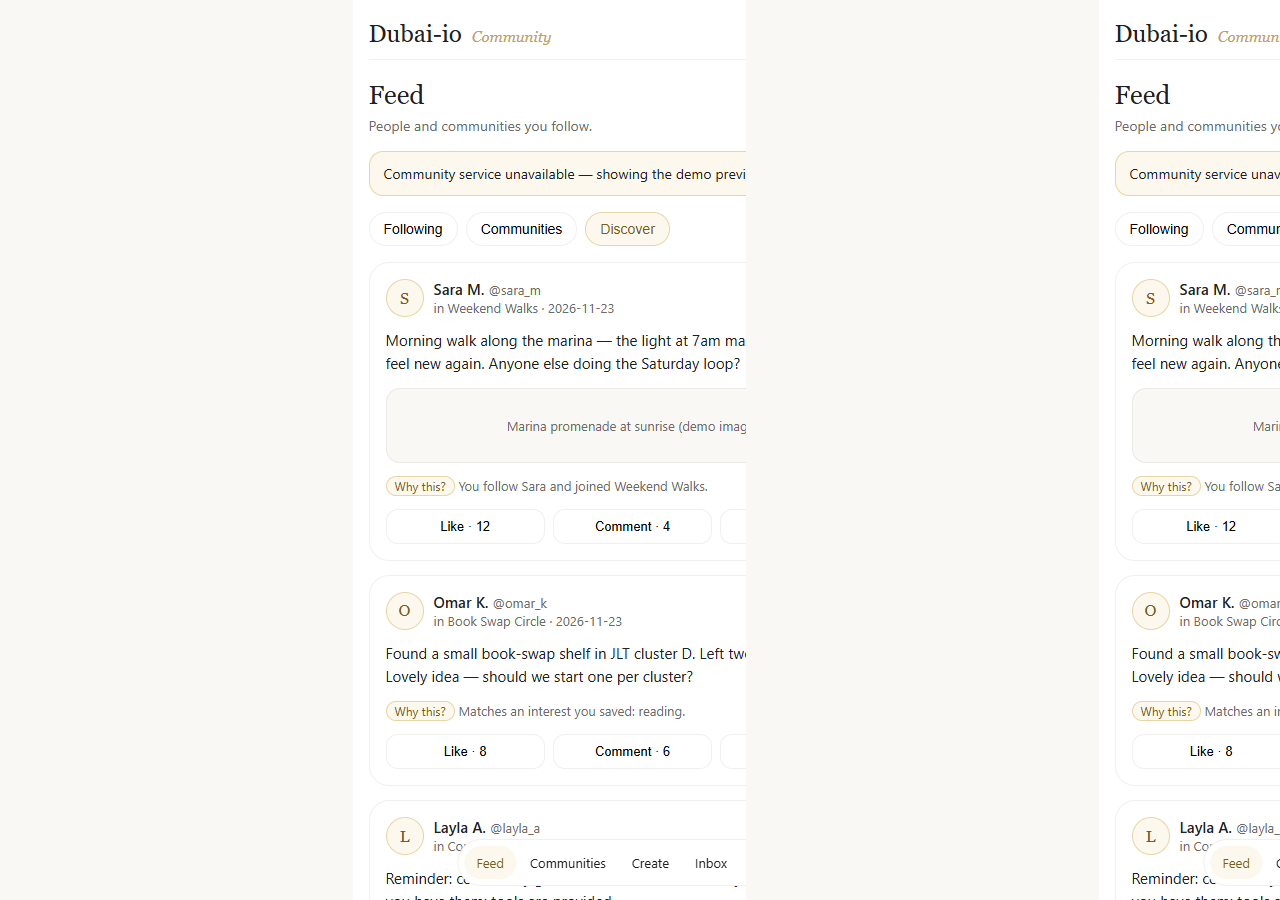 Dubai-io Community
Feed
People and communities you follow.
Community service unavailable — showing the demo previ
Following Communities Discover
S Sara M. @sara_m
in Weekend Walks · 2026-11-23
Morning walk along the marina — the light at 7am ma
feel new again. Anyone else doing the Saturday loop?
Marina promenade at sunrise (demo imag
Why this? You follow Sara and joined Weekend Walks.
Like · 12 Comment · 4
O Omar K. @omar_k
in Book Swap Circle · 2026-11-23
Found a small book-swap shelf in JLT cluster D. Left tw
Lovely idea — should we start one per cluster?
Why this? Matches an interest you saved: reading.
Like · 8 Comment · 6
L Layla A. @layla_a
in Co
Reminder: c
Feed Communities Create Inbox
Dubai-io Commun
Feed
People and communities yo
Community service unav
Following Commun
S Sara M. @sara_m
in Weekend Walks
Morning walk along th
feel new again. Anyone
Mari
Why this? You follow Sa
Like · 12
O Omar K. @omar
in Book Swap Circ
Found a small book-sw
Lovely idea — should w
Why this? Matches an in
Like · 8
L Layla A. @layla_
in Co
Reminder: c
Feed